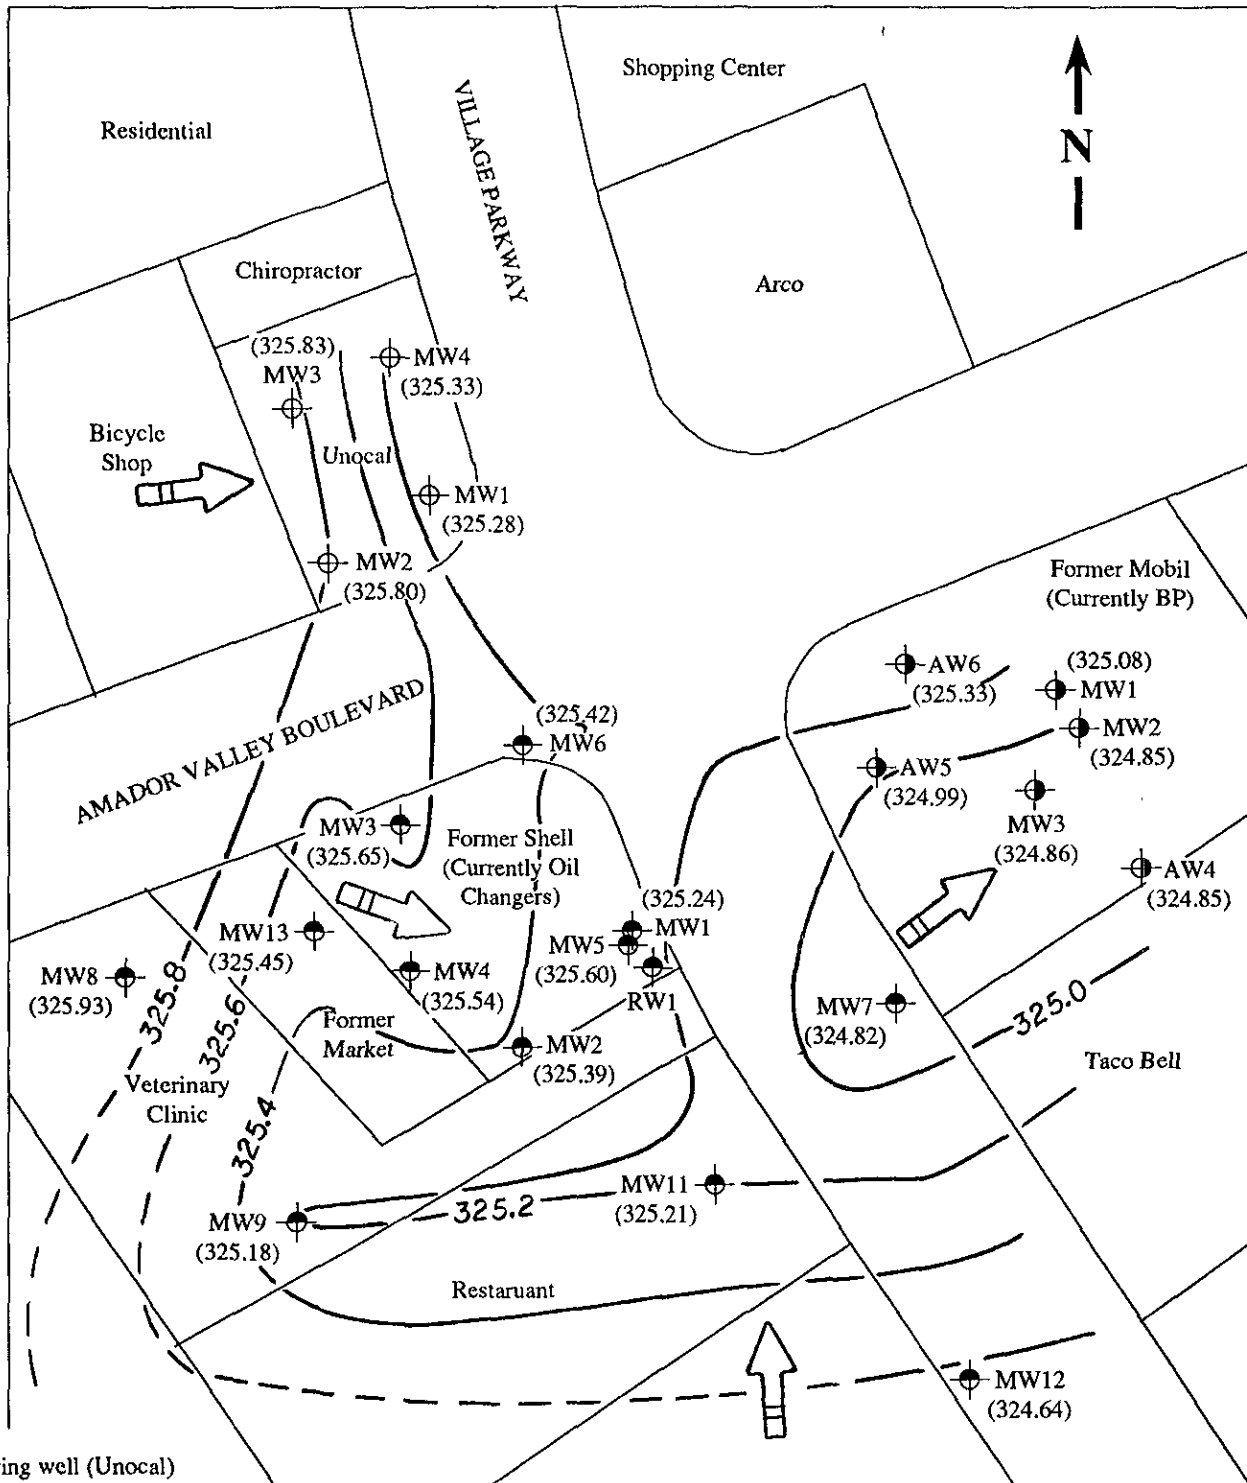 Shopping Center
Residential
VILLAGE PARKWAY
N
Chiropractor
Arco
(325.83)
MW3
MW4
(325.33)
Bicycle
Shop
Unocal
MW1
(325.28)
MW2
(325.80)
Former Mobil
(Currently BP)
AW6
(325.33)
(325.08)
MW1
MW2
(324.85)
AMADOR VALLEY BOULEVARD
(325.42)
MW6
AW5
(324.99)
MW3
(324.86)
MW3
(325.65)
Former Shell
(Currently Oil
Changers)
AW4
(324.85)
(325.24)
MW1
MW5
(325.60)
RW1
MW13
(325.45)
MW4
(325.54)
MW8
(325.93)
325.8
325.6
Former
Market
MW2
(325.39)
MW7
(324.82)
325.0
Taco Bell
Veterinary
Clinic
325.4
MW11
(325.21)
325.2
MW9
(325.18)
Restaruant
MW12
(324.64)
ing well (Unocal)